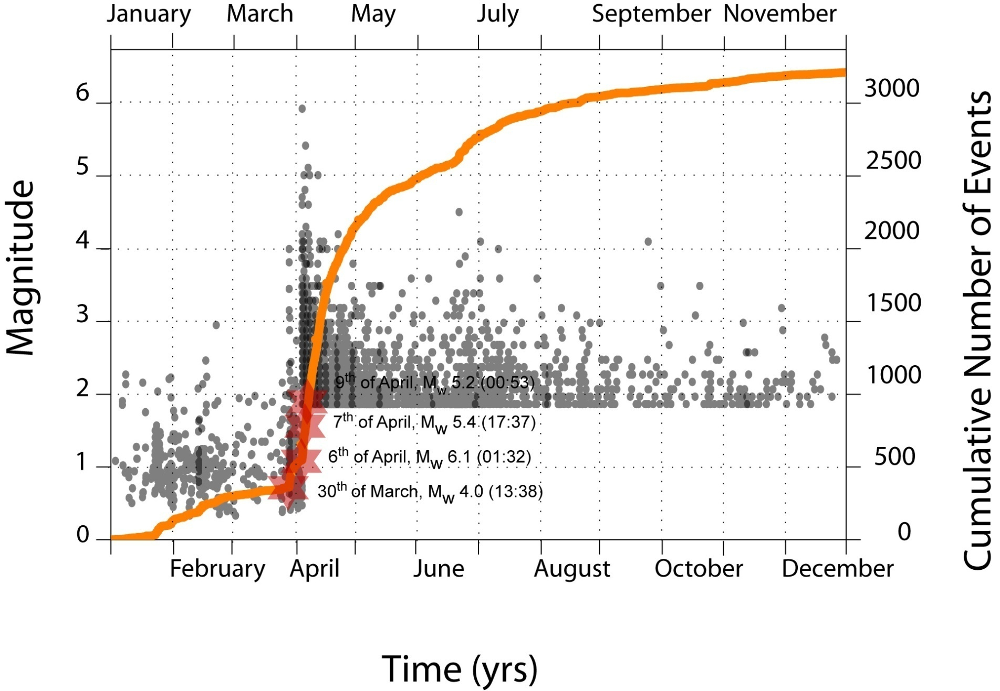 January March May July September November
6 3000
5 2500
4 2000
3 1500
2 1000
1 500
0 0
Magnitude
Cumulative Number of Events
9th of April, Mw 5.2 (00:53)
7th of April, Mw 5.4 (17:37)
6th of April, Mw 6.1 (01:32)
30th of March, Mw 4.0 (13:38)
February April June August October December
Time (yrs)